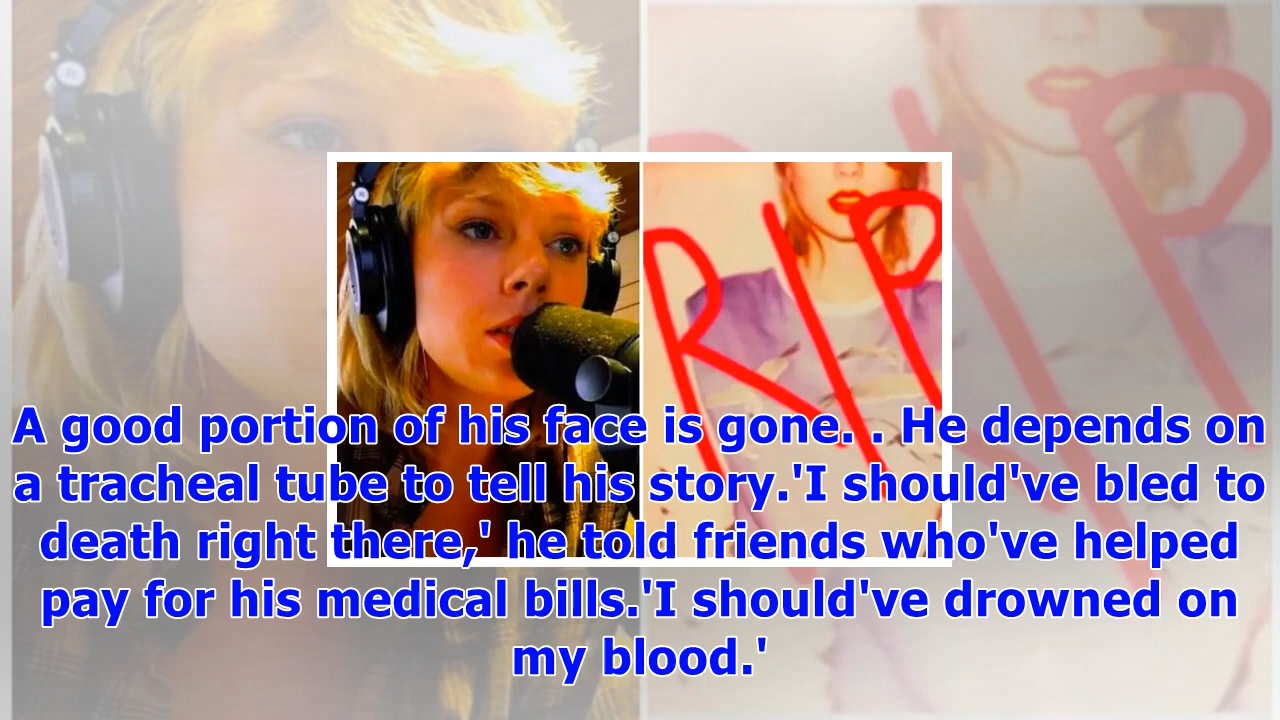 RIP
A good portion of his face is gone. . He depends on
a tracheal tube to tell his story.'I should've bled to
death right there,' he told friends who've helped
pay for his medical bills.'I should've drowned on
my blood.'